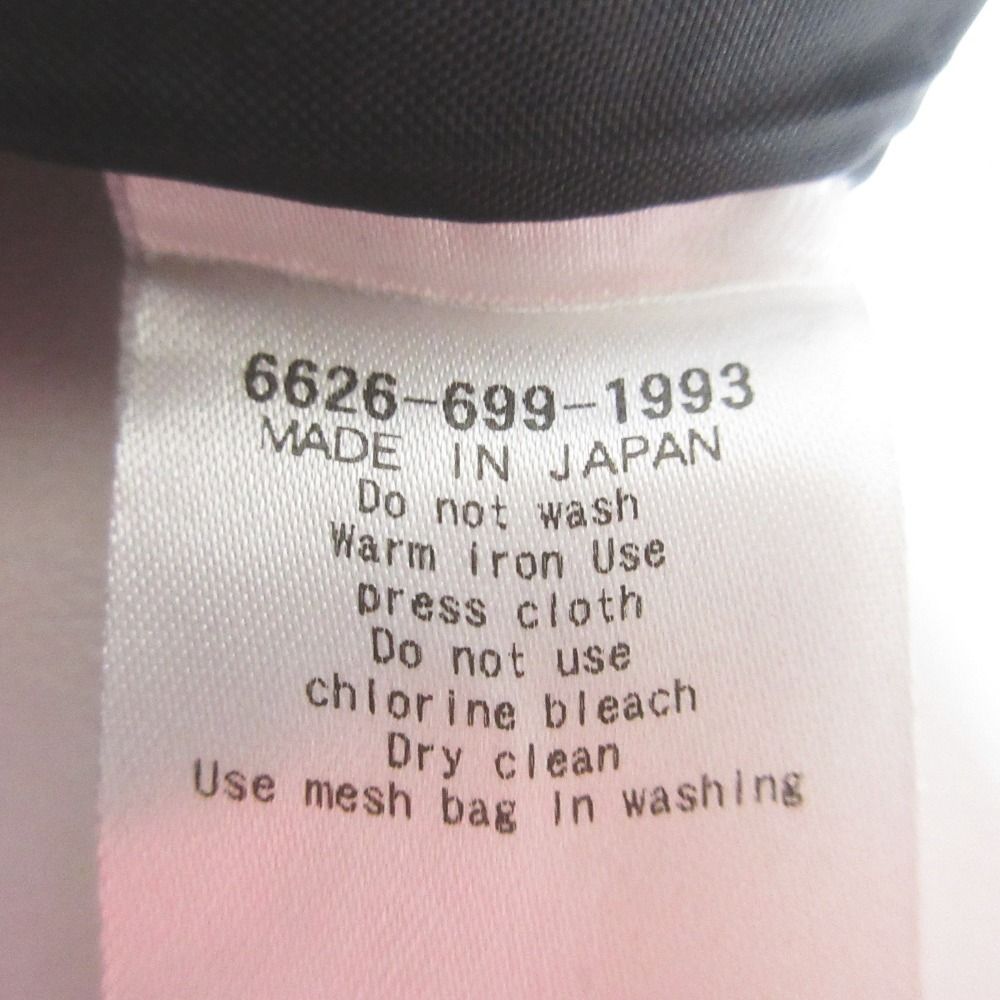 6626-699-1993
MADE IN JAPAN
Do not wash
Warm iron Use
press cloth
Do not use
chlorine bleach
Dry clean
Use mesh bag in washing